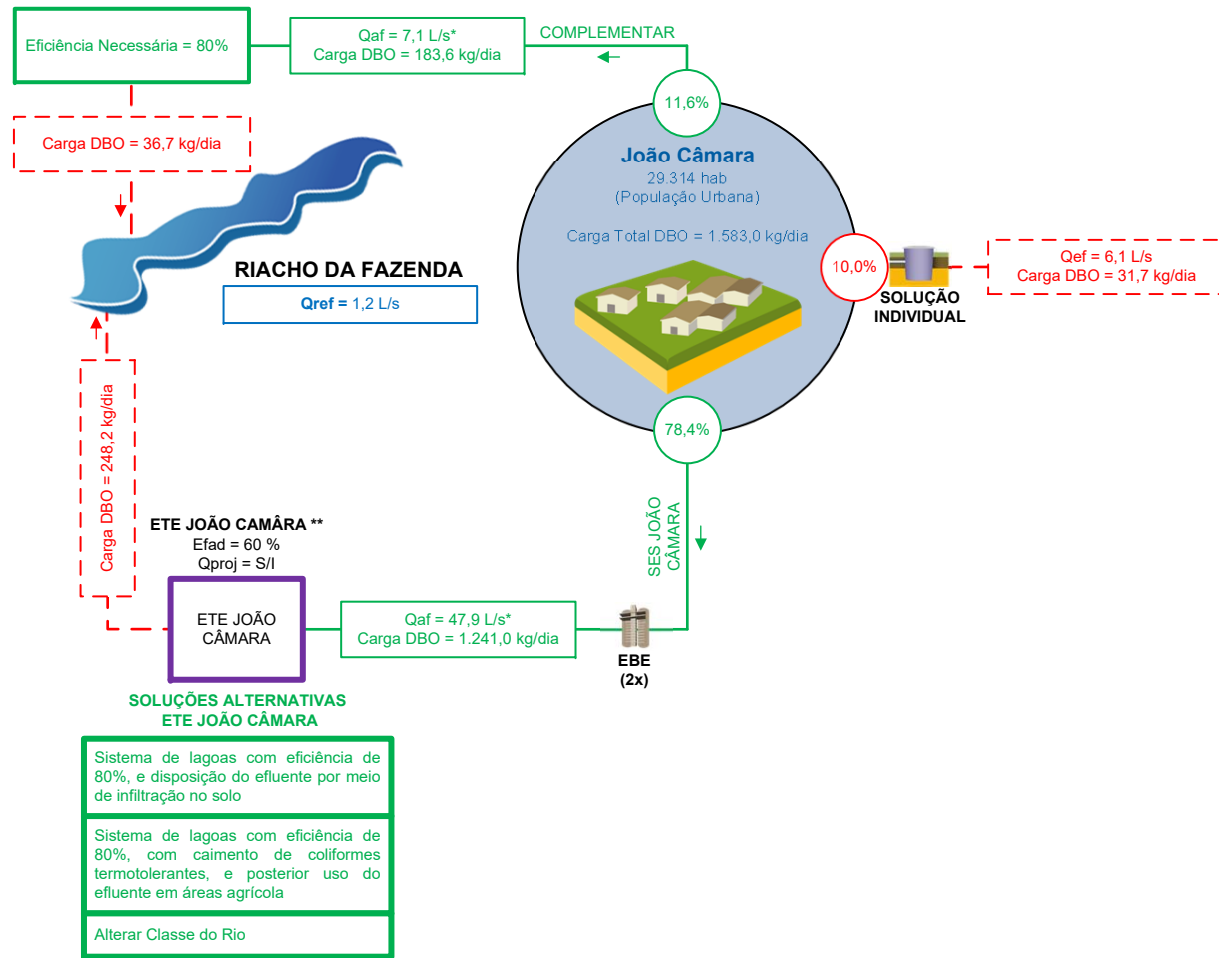 Eficiência Necessária = 80%
Qaf = 7,1 L/s*
Carga DBO = 183,6 kg/dia
COMPLEMENTAR
11,6%
Carga DBO = 36,7 kg/dia
João Câmara
29.314 hab
(População Urbana)
Carga Total DBO = 1.583,0 kg/dia
10,0%
SOLUÇÃO
INDIVIDUAL
Qef = 6,1 L/s
Carga DBO = 31,7 kg/dia
RIACHO DA FAZENDA
Qref = 1,2 L/s
78,4%
SES JOÃO
CÂMARA
Carga DBO = 248,2 kg/dia
ETE JOÃO CAMÂRA **
Efad = 60 %
Qproj = S/I
ETE JOÃO
CÂMARA
Qaf = 47,9 L/s*
Carga DBO = 1.241,0 kg/dia
EBE
(2x)
SOLUÇÕES ALTERNATIVAS
ETE JOÃO CÂMARA
Sistema de lagoas com eficiência de
80%, e disposição do efluente por meio
de infiltração no solo
Sistema de lagoas com eficiência de
80%, com caimento de coliformes
termotolerantes, e posterior uso do
efluente em áreas agrícola
Alterar Classe do Rio